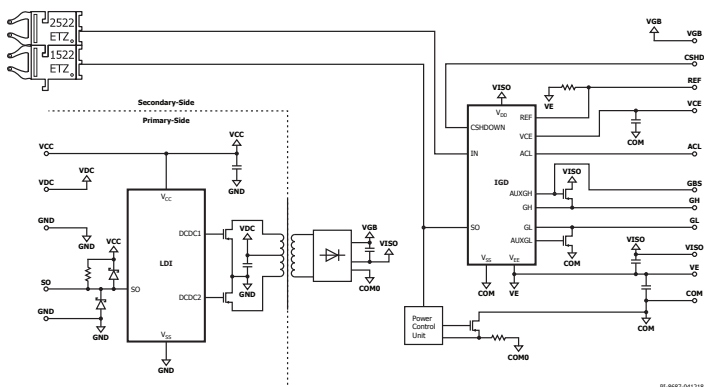 2522
ETZ
1522
ETZ
Secondary-Side
Primary-Side
VCC
VCC
GND
VDC
VDC
GND
GND
VCC
SO
GND
GND
VCC
SO
LDI
DCDC1
DCDC2
VSS
GND
VDC
GND
VGB
VISO
COM0
VGB
VGB
CSHD
REF
VCE
ACL
GBS
GH
GL
VISO
VE
COM
VISO
VE
COM
VDD
CSHDOWN
IN
IGD
SO
REF
VCE
ACL
AUXGH
GH
GL
AUXGL
VSS
VEE
VISO
COM
VISO
COM
VE
COM
Power
Control
Unit
COM0
PI-8687-041218